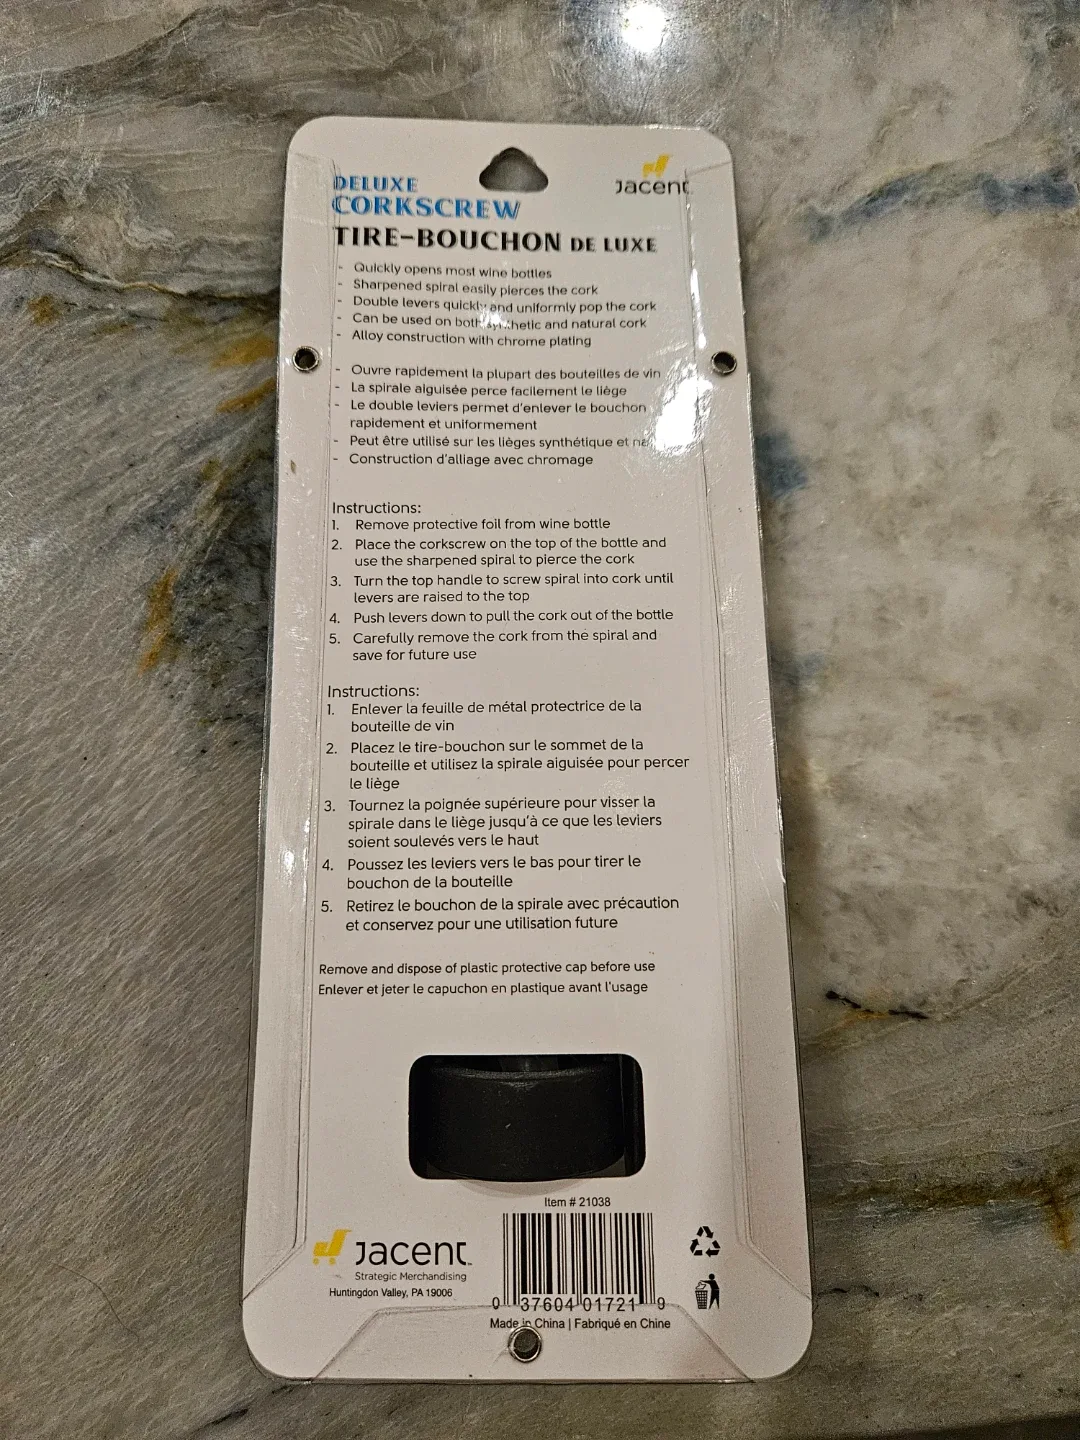 DELUXE
CORKSCREW
Jacent
TIRE-BOUCHON DE LUXE
- Quickly opens most wine bottles
- Sharpened spiral easily pierces the cork
- Double levers quickly and uniformly pop the cork
- Can be used on both synthetic and natural cork
- Alloy construction with chrome plating
- Ouvre rapidement la plupart des bouteilles de vin
- La spirale aiguisée perce facilement le liège
- Le double leviers permet d'enlever le bouchon
rapidement et uniformement
- Peut être utilisé sur les lièges synthétique et
- Construction d'alliage avec chromage
Instructions:
1. Remove protective foil from wine bottle
2. Place the corkscrew on the top of the bottle and
use the sharpened spiral to pierce the cork
3. Turn the top handle to screw spiral into cork until
levers are raised to the top
4. Push levers down to pull the cork out of the bottle
5. Carefully remove the cork from the spiral and
save for future use
Instructions:
1. Enlever la feuille de métal protectrice de la
bouteille de vin
2. Placez le tire-bouchon sur le sommet de la
bouteille et utilisez la spirale aiguisée pour percer
le liège
3. Tournez la poignée supérieure pour visser la
spirale dans le liège jusqu'à ce que les leviers
soient soulevés vers le haut
4. Poussez les leviers vers le bas pour tirer le
bouchon de la bouteille
5. Retirez le bouchon de la spirale avec précaution
et conservez pour une utilisation future
Remove and dispose of plastic protective cap before use
Enlever et jeter le capuchon en plastique avant l'usage
Item # 21038
Jacent™
Strategic Merchandising
Huntingdon Valley, PA 19006
0 37604 01721 9
Made in China | Fabriqué en Chine